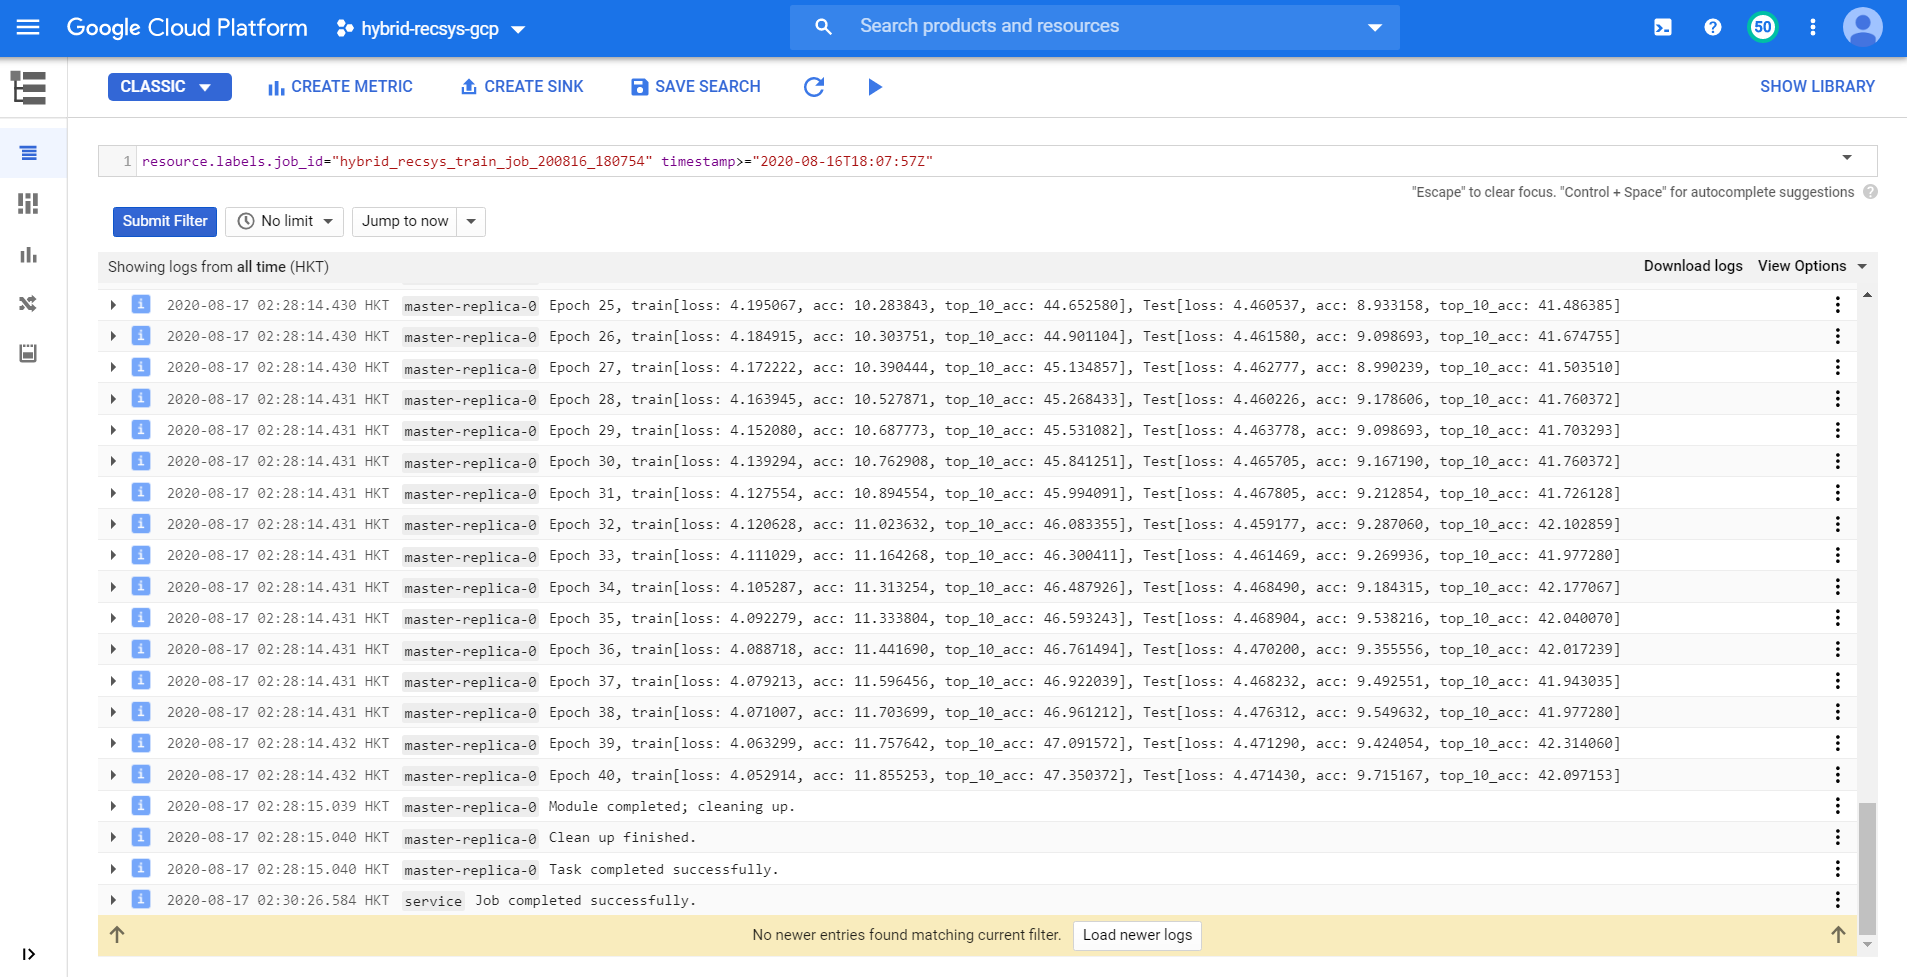 Google Cloud Platform hybrid-recsys-gcp Search products and resources 50
CLASSIC CREATE METRIC CREATE SINK SAVE SEARCH SHOW LIBRARY
1 resource.labels.job_id="hybrid_recsys_train_job_200816_180754" timestamp>="2020-08-16T18:07:57Z"
"Escape" to clear focus. "Control + Space" for autocomplete suggestions ?
Submit Filter No limit Jump to now
Showing logs from all time (HKT) Download logs View Options
i 2020-08-17 02:28:14.430 HKT master-replica-0 Epoch 25, train[loss: 4.195067, acc: 10.283843, top_10_acc: 44.652580], Test[loss: 4.460537, acc: 8.933158, top_10_acc: 41.486385]
i 2020-08-17 02:28:14.430 HKT master-replica-0 Epoch 26, train[loss: 4.184915, acc: 10.303751, top_10_acc: 44.901104], Test[loss: 4.461580, acc: 9.098693, top_10_acc: 41.674755]
i 2020-08-17 02:28:14.430 HKT master-replica-0 Epoch 27, train[loss: 4.172222, acc: 10.390444, top_10_acc: 45.134857], Test[loss: 4.462777, acc: 8.990239, top_10_acc: 41.503510]
i 2020-08-17 02:28:14.431 HKT master-replica-0 Epoch 28, train[loss: 4.163945, acc: 10.527871, top_10_acc: 45.268433], Test[loss: 4.460226, acc: 9.178606, top_10_acc: 41.760372]
i 2020-08-17 02:28:14.431 HKT master-replica-0 Epoch 29, train[loss: 4.152080, acc: 10.687773, top_10_acc: 45.531082], Test[loss: 4.463778, acc: 9.098693, top_10_acc: 41.703293]
i 2020-08-17 02:28:14.431 HKT master-replica-0 Epoch 30, train[loss: 4.139294, acc: 10.762908, top_10_acc: 45.841251], Test[loss: 4.465705, acc: 9.167190, top_10_acc: 41.760372]
i 2020-08-17 02:28:14.431 HKT master-replica-0 Epoch 31, train[loss: 4.127554, acc: 10.894554, top_10_acc: 45.994091], Test[loss: 4.467805, acc: 9.212854, top_10_acc: 41.726128]
i 2020-08-17 02:28:14.431 HKT master-replica-0 Epoch 32, train[loss: 4.120628, acc: 11.023632, top_10_acc: 46.083355], Test[loss: 4.459177, acc: 9.287060, top_10_acc: 42.102859]
i 2020-08-17 02:28:14.431 HKT master-replica-0 Epoch 33, train[loss: 4.111029, acc: 11.164268, top_10_acc: 46.300411], Test[loss: 4.461469, acc: 9.269936, top_10_acc: 41.977280]
i 2020-08-17 02:28:14.431 HKT master-replica-0 Epoch 34, train[loss: 4.105287, acc: 11.313254, top_10_acc: 46.487926], Test[loss: 4.468490, acc: 9.184315, top_10_acc: 42.177067]
i 2020-08-17 02:28:14.431 HKT master-replica-0 Epoch 35, train[loss: 4.092279, acc: 11.333804, top_10_acc: 46.593243], Test[loss: 4.468904, acc: 9.538216, top_10_acc: 42.040070]
i 2020-08-17 02:28:14.431 HKT master-replica-0 Epoch 36, train[loss: 4.088718, acc: 11.441690, top_10_acc: 46.761494], Test[loss: 4.470200, acc: 9.355556, top_10_acc: 42.017239]
i 2020-08-17 02:28:14.431 HKT master-replica-0 Epoch 37, train[loss: 4.079213, acc: 11.596456, top_10_acc: 46.922039], Test[loss: 4.468232, acc: 9.492551, top_10_acc: 41.943035]
i 2020-08-17 02:28:14.431 HKT master-replica-0 Epoch 38, train[loss: 4.071007, acc: 11.703699, top_10_acc: 46.961212], Test[loss: 4.476312, acc: 9.549632, top_10_acc: 41.977280]
i 2020-08-17 02:28:14.432 HKT master-replica-0 Epoch 39, train[loss: 4.063299, acc: 11.757642, top_10_acc: 47.091572], Test[loss: 4.471290, acc: 9.424054, top_10_acc: 42.314060]
i 2020-08-17 02:28:14.432 HKT master-replica-0 Epoch 40, train[loss: 4.052914, acc: 11.855253, top_10_acc: 47.350372], Test[loss: 4.471430, acc: 9.715167, top_10_acc: 42.097153]
i 2020-08-17 02:28:15.039 HKT master-replica-0 Module completed; cleaning up.
i 2020-08-17 02:28:15.040 HKT master-replica-0 Clean up finished.
i 2020-08-17 02:28:15.040 HKT master-replica-0 Task completed successfully.
i 2020-08-17 02:30:26.584 HKT service Job completed successfully.
No newer entries found matching current filter. Load newer logs